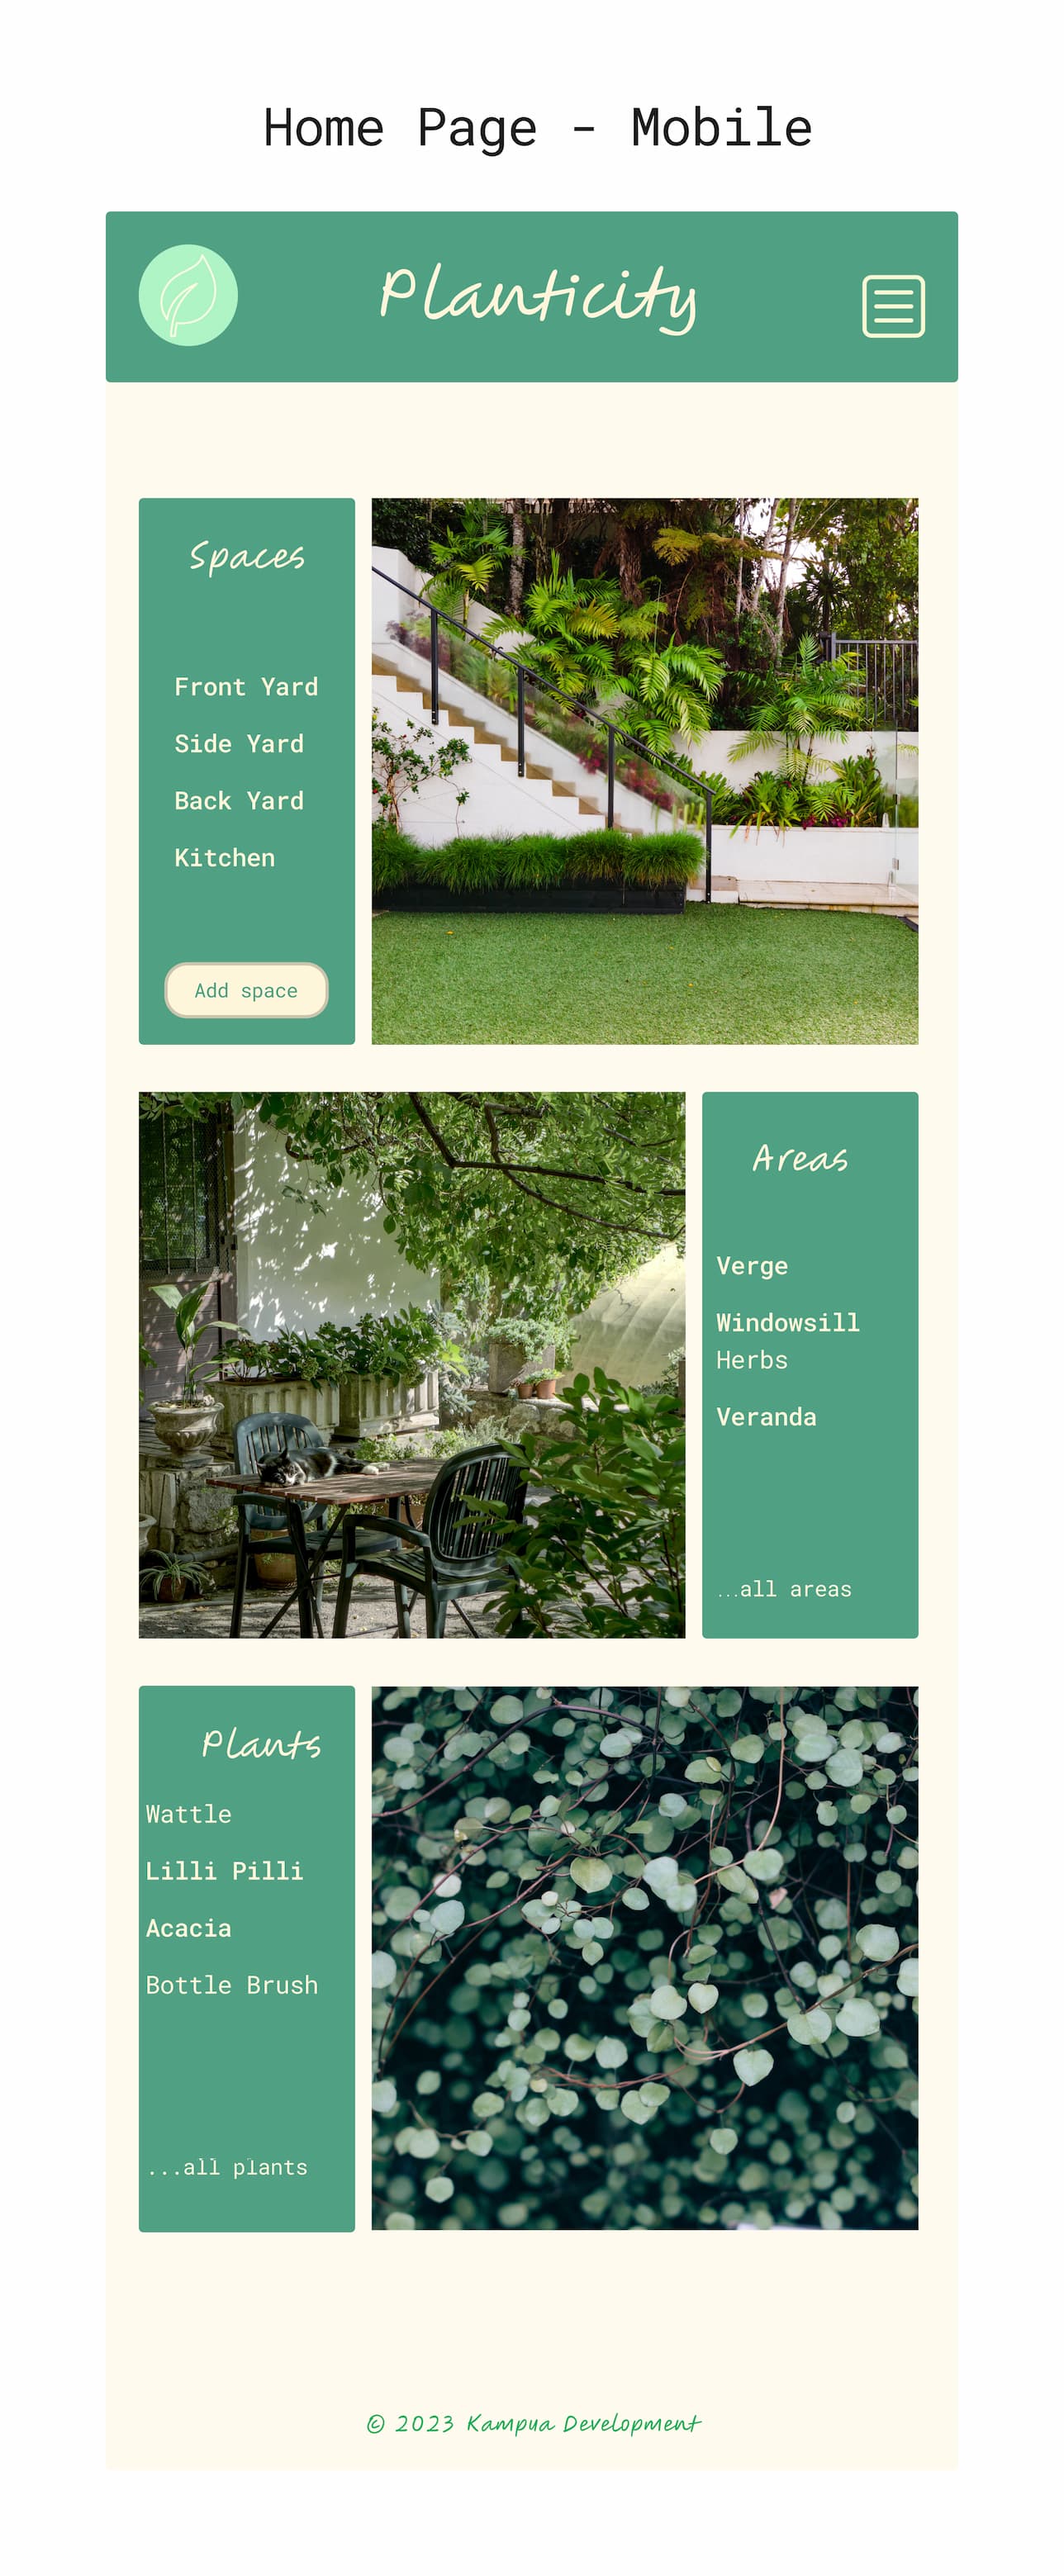 Home Page - Mobile
Planticity
Spaces
Front Yard
Side Yard
Back Yard
Kitchen
Add space
Areas
Verge
Windowsill
Herbs
Veranda
...all areas
Plants
Wattle
Lilli Pilli
Acacia
Bottle Brush
...all plants
© 2023 Kampua Development